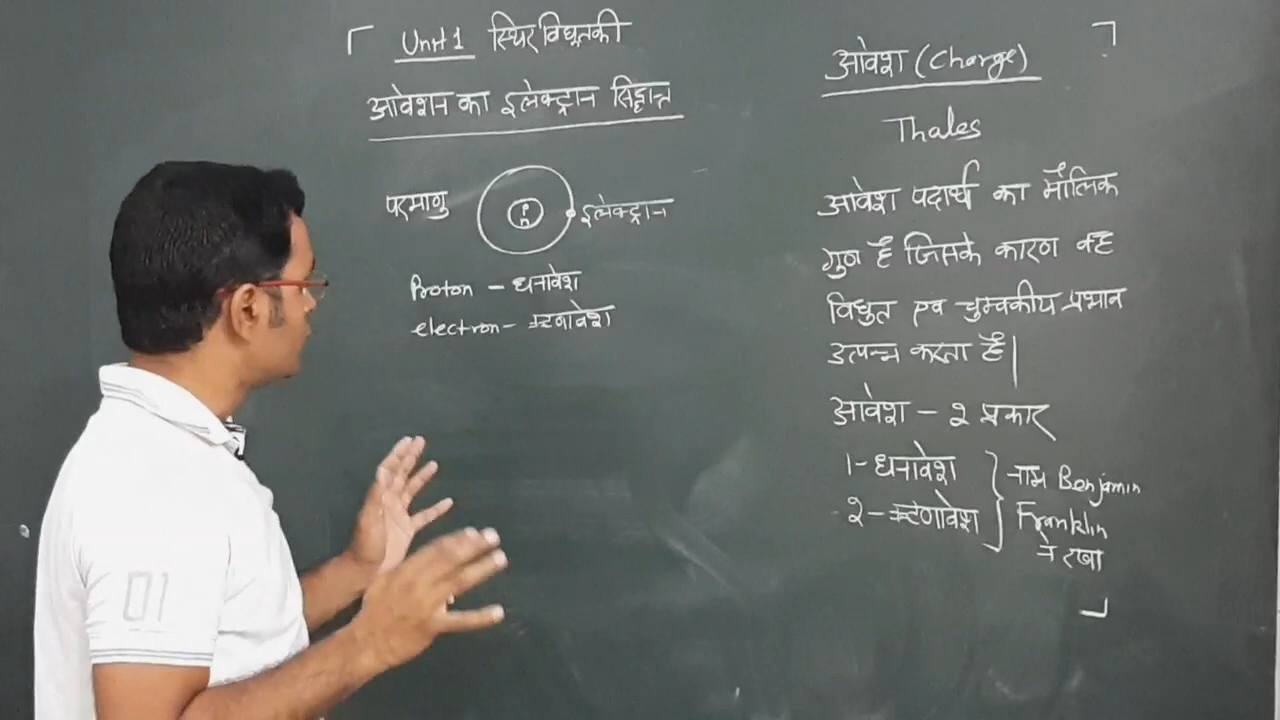 Unit 1 स्थिर विधूतकी
आवेशन का इलेक्ट्रान सिद्धान्त
परमाणु
P
n
इलेक्ट्रान
Proton - धनावेश
electron - ऋणावेश
आवेश (Charge)
Thales
आवेश पदार्थ का मौलिक
गुण है जिसके कारण वह
विधुत एवं चुम्बकीय प्रभाव
उत्पन्न करता है|
आवेश - 2 प्रकार
1- धनावेश
2- ऋणावेश
नाम Benjamin
Franklin
ने रखा
01